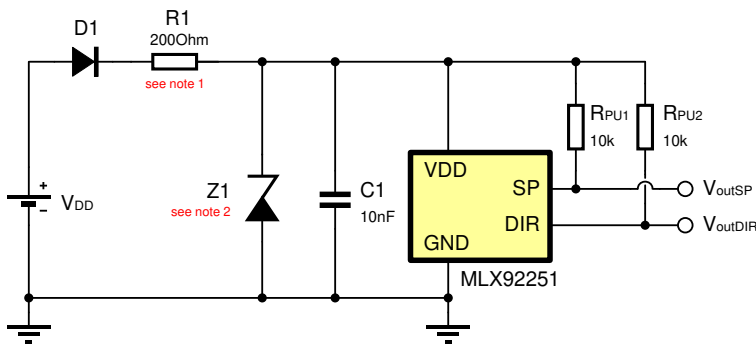 D1
R1
200Ohm
see note 1
RPU1
10k
RPU2
10k
VDD
SP
DIR
GND
MLX92251
VoutSP
VoutDIR
+
VDD
–
Z1
see note 2
C1
10nF